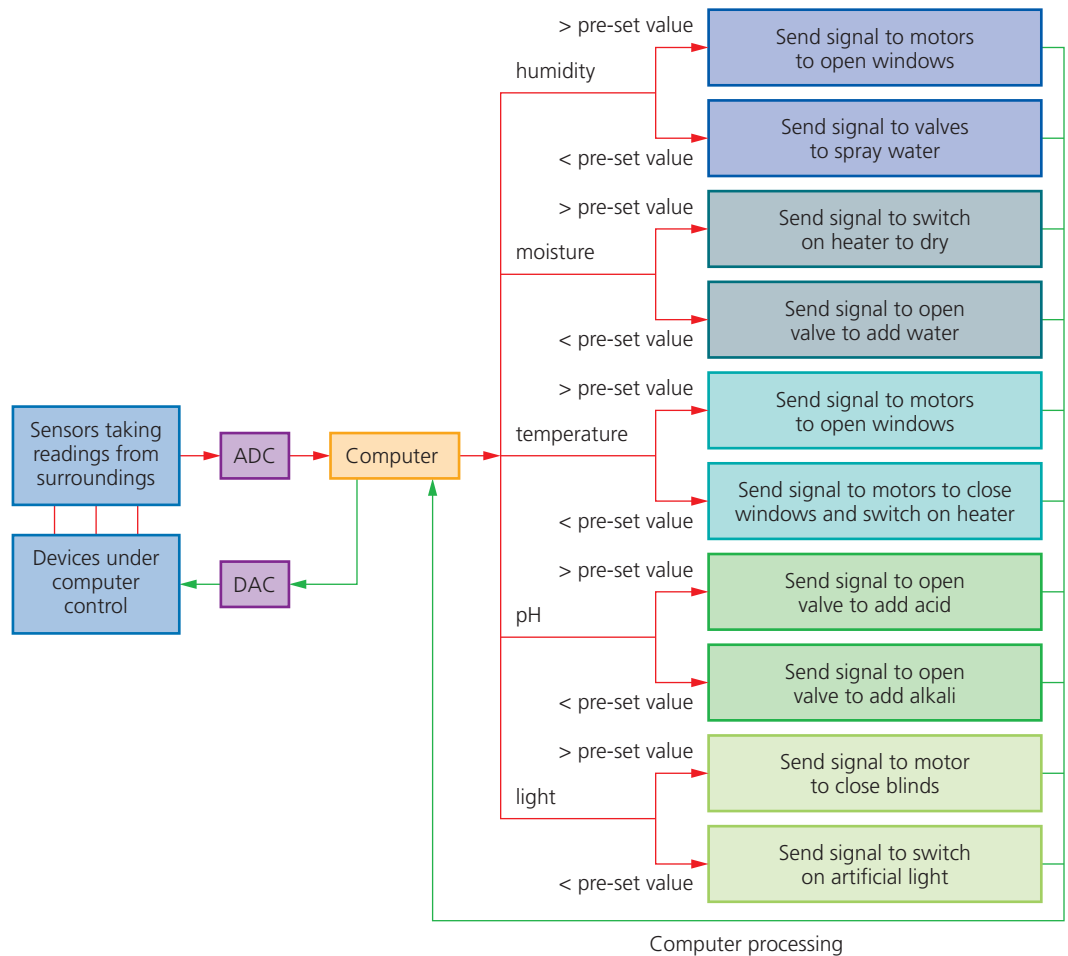 > pre-set value
Send signal to motors
to open windows
humidity
< pre-set value
Send signal to valves
to spray water
> pre-set value
Send signal to switch
on heater to dry
moisture
< pre-set value
Send signal to open
valve to add water
> pre-set value
Send signal to motors
to open windows
temperature
< pre-set value
Send signal to motors to close
windows and switch on heater
Sensors taking
readings from
surroundings
ADC
Computer
Devices under
computer
control
DAC
> pre-set value
Send signal to open
valve to add acid
pH
< pre-set value
Send signal to open
valve to add alkali
> pre-set value
Send signal to motor
to close blinds
light
< pre-set value
Send signal to switch
on artificial light
Computer processing